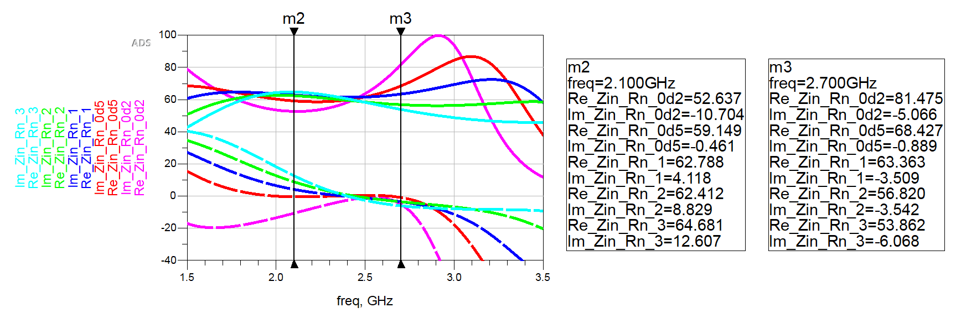 m2
m3
ADS
Im_Zin_Rn_3
Re_Zin_Rn_3
Im_Zin_Rn_2
Re_Zin_Rn_2
Im_Zin_Rn_1
Re_Zin_Rn_1
Im_Zin_Rn_0d5
Re_Zin_Rn_0d5
Im_Zin_Rn_0d2
Re_Zin_Rn_0d2
100
80
60
40
20
0
-20
-40
1.5
2.0
2.5
3.0
3.5
freq, GHz
m2
freq=2.100GHz
Re_Zin_Rn_0d2=52.637
Im_Zin_Rn_0d2=-10.704
Re_Zin_Rn_0d5=59.149
Im_Zin_Rn_0d5=-0.461
Re_Zin_Rn_1=62.788
Im_Zin_Rn_1=4.118
Re_Zin_Rn_2=62.412
Im_Zin_Rn_2=8.829
Re_Zin_Rn_3=64.681
Im_Zin_Rn_3=12.607
m3
freq=2.700GHz
Re_Zin_Rn_0d2=81.475
Im_Zin_Rn_0d2=-5.066
Re_Zin_Rn_0d5=68.427
Im_Zin_Rn_0d5=-0.889
Re_Zin_Rn_1=63.363
Im_Zin_Rn_1=-3.509
Re_Zin_Rn_2=56.820
Im_Zin_Rn_2=-3.542
Re_Zin_Rn_3=53.862
Im_Zin_Rn_3=-6.068